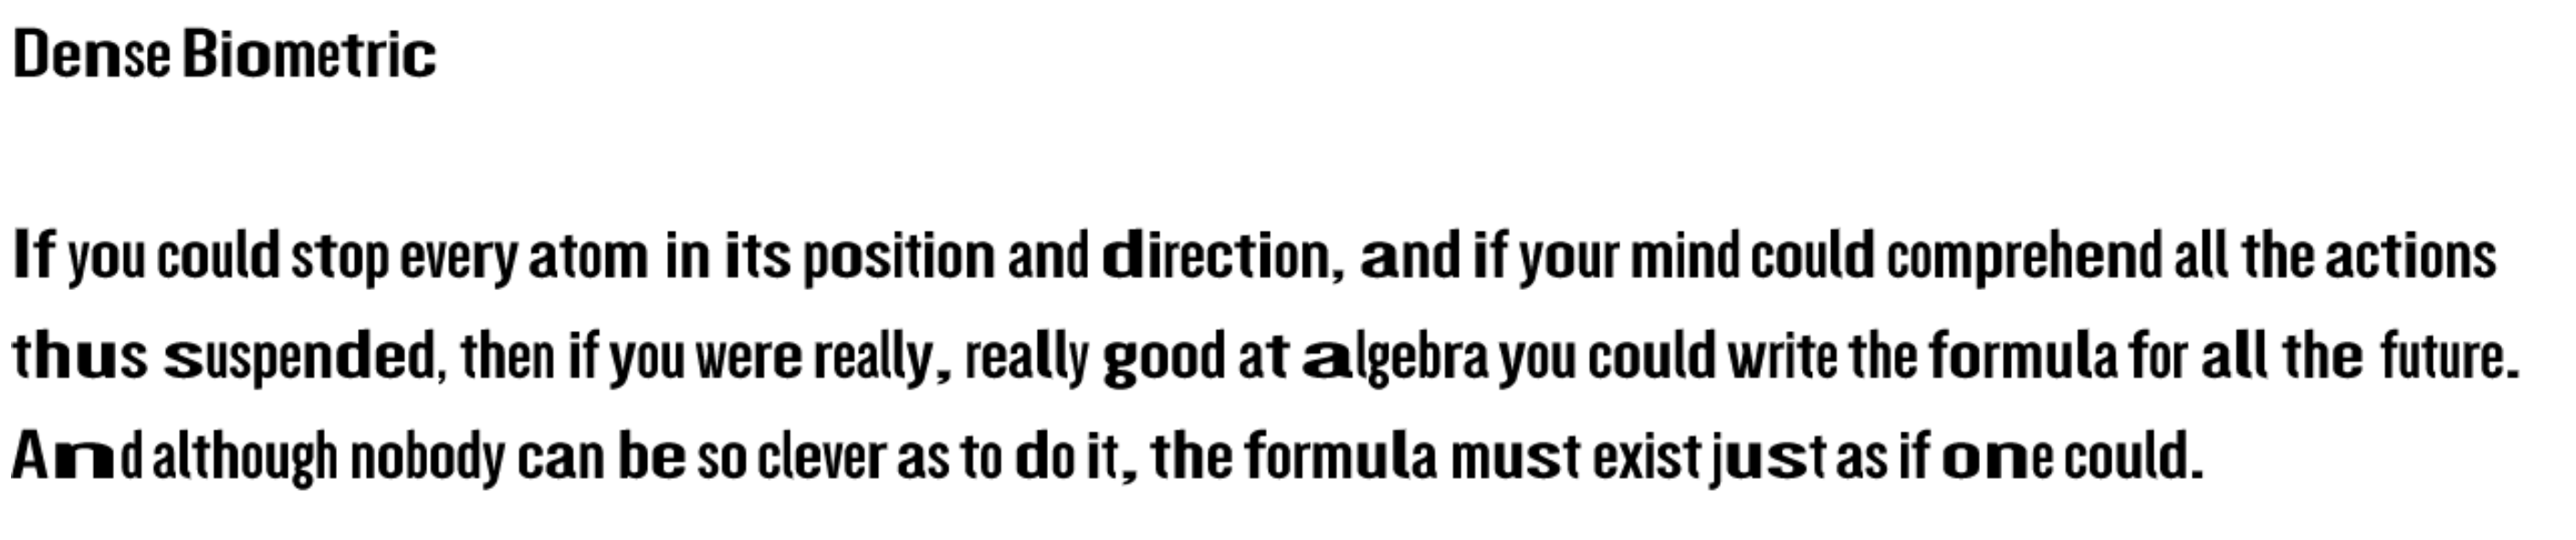 Dense Biometric
If you could stop every atom in its position and direction, and if your mind could comprehend all the actions
thus suspended, then if you were really, really good at algebra you could write the formula for all the future.
And although nobody can be so clever as to do it, the formula must exist just as if one could.